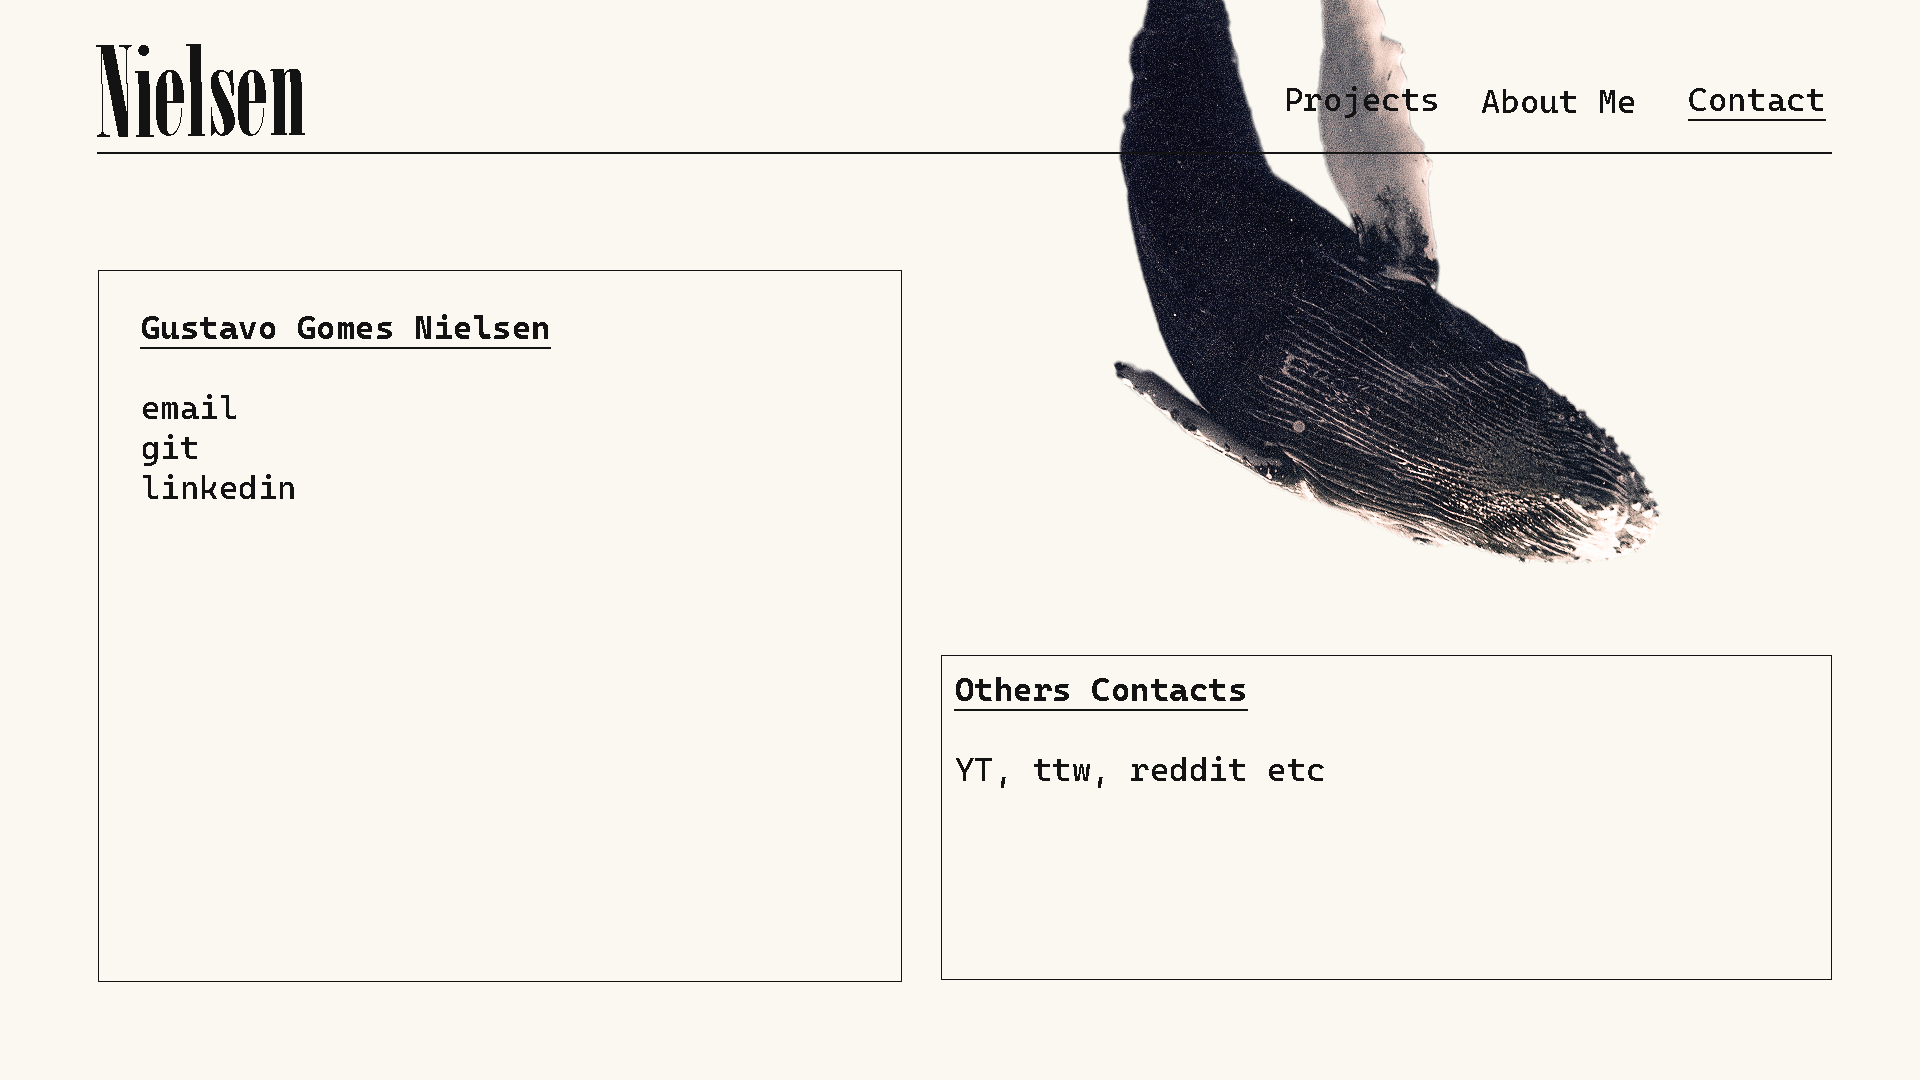 Nielsen
Projects About Me Contact
Gustavo Gomes Nielsen
email
git
linkedin
Others Contacts
YT, ttw, reddit etc